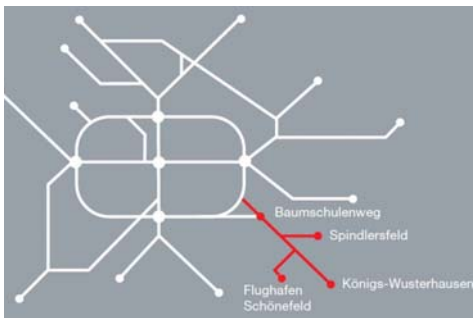 Baumschulenweg
Spindlersfeld
Flughafen
Schönefeld
Königs-Wusterhausen